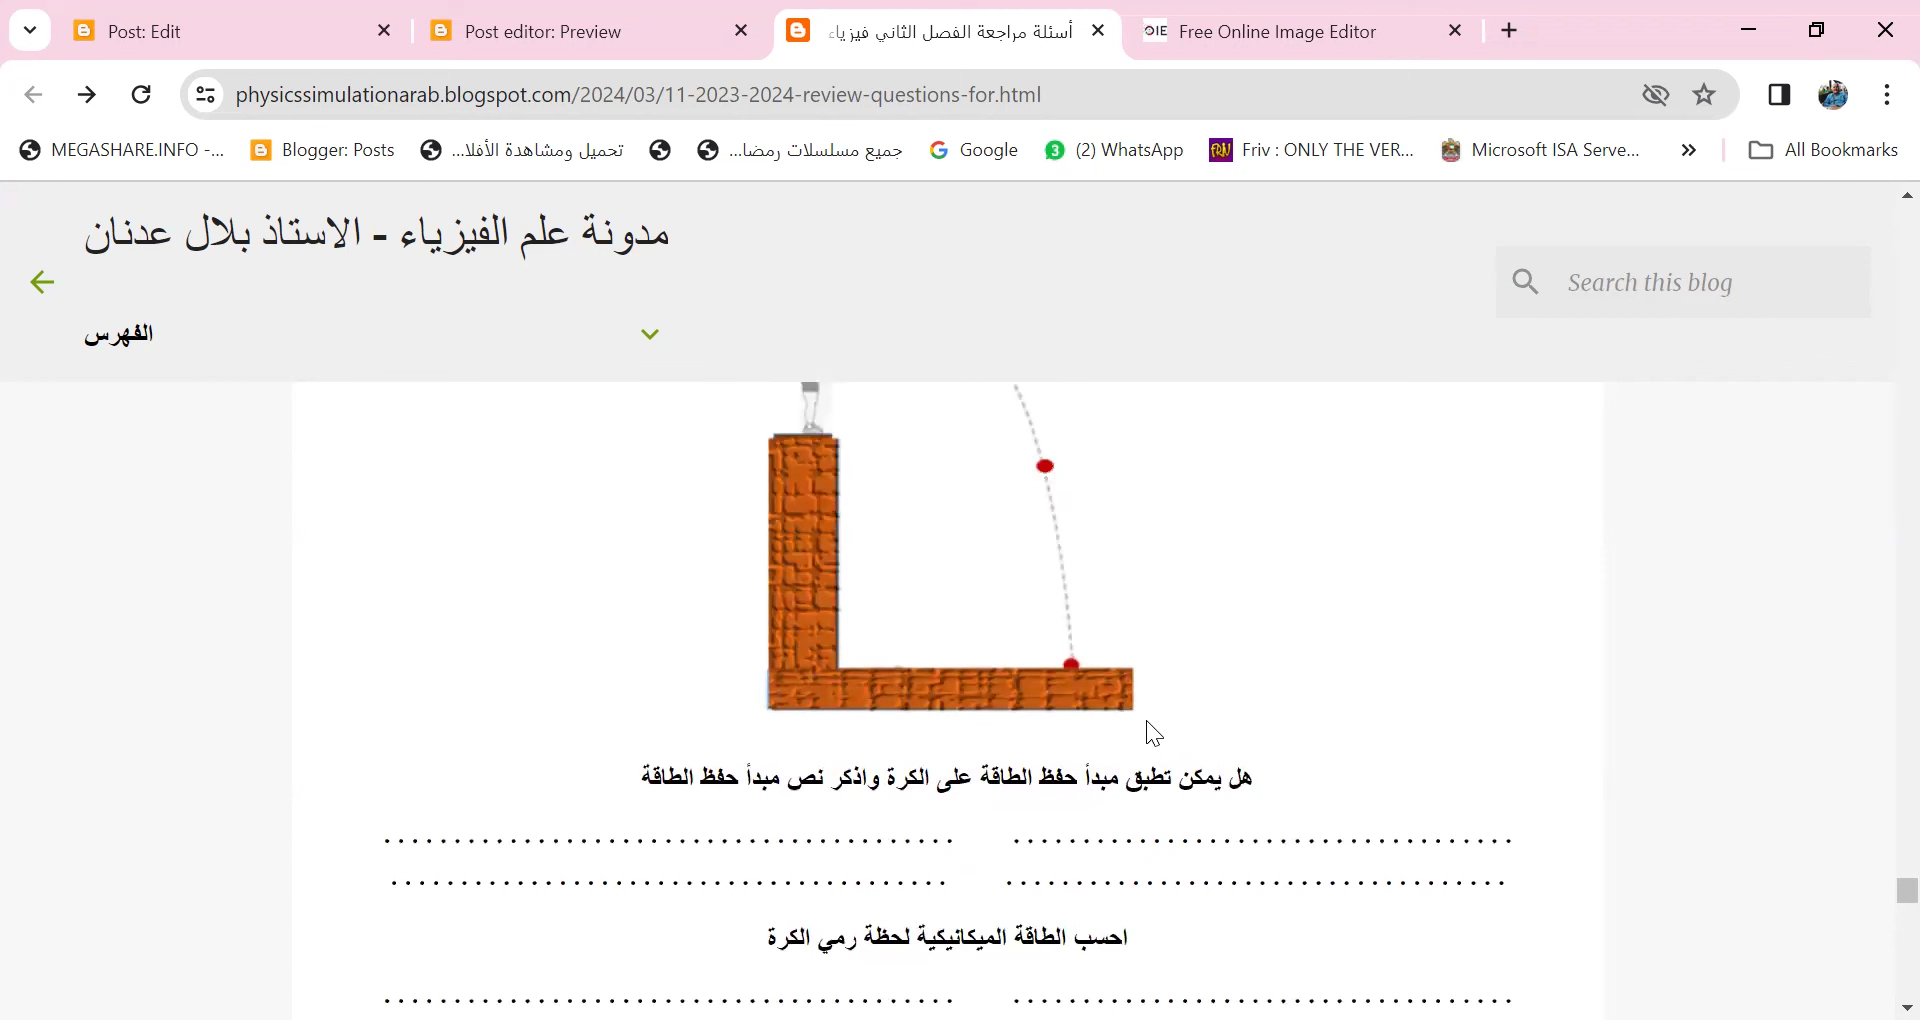 Post: Edit
Post editor: Preview
أسئلة مراجعة الفصل الثاني فيزياء
Free Online Image Editor
physicssimulationarab.blogspot.com/2024/03/11-2023-2024-review-questions-for.html
MEGASHARE.INFO -...
Blogger: Posts
تحميل ومشاهدة الأفلا...
جميع مسلسلات رمضا...
Google
(2) WhatsApp
Friv : ONLY THE VER...
Microsoft ISA Serve...
All Bookmarks
مدونة علم الفيزياء - الاستاذ بلال عدنان
Search this blog
الفهرس
هل يمكن تطبق مبدأ حفظ الطاقة على الكرة واذكر نص مبدأ حفظ الطاقة
احسب الطاقة الميكانيكية لحظة رمي الكرة